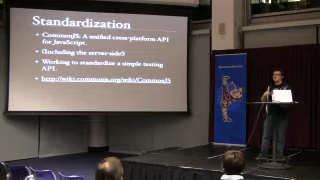 Standardization
CommonJS: A unified cross-platform API
for JavaScript.
(Including the server-side!)
Working to standardize a simple testing
API.
http://wiki.commonjs.org/wiki/CommonJS